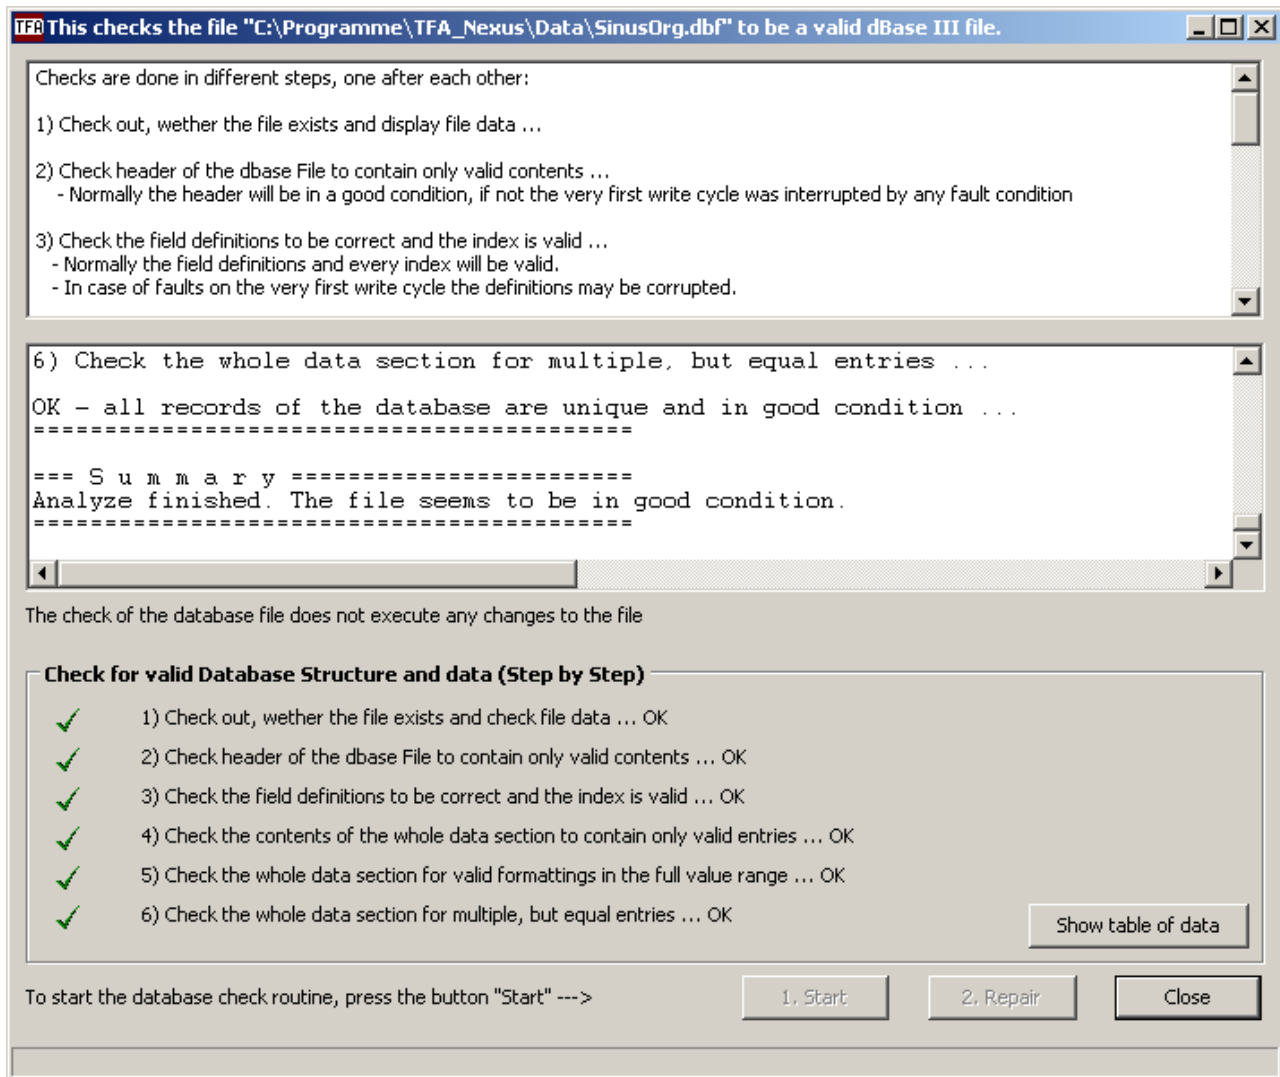 TFA This checks the file "C:\Programme\TFA_Nexus\Data\SinusOrg.dbf" to be a valid dBase III file.
Checks are done in different steps, one after each other:
1) Check out, wether the file exists and display file data ...
2) Check header of the dbase File to contain only valid contents ...
- Normally the header will be in a good condition, if not the very first write cycle was interrupted by any fault condition
3) Check the field definitions to be correct and the index is valid ...
- Normally the field definitions and every index will be valid.
- In case of faults on the very first write cycle the definitions may be corrupted.
6) Check the whole data section for multiple, but equal entries ...
OK - all records of the database are unique and in good condition ...
==========================================
=== S u m m a r y ========================
Analyze finished. The file seems to be in good condition.
==========================================
The check of the database file does not execute any changes to the file
Check for valid Database Structure and data (Step by Step)
1) Check out, wether the file exists and check file data ... OK
2) Check header of the dbase File to contain only valid contents ... OK
3) Check the field definitions to be correct and the index is valid ... OK
4) Check the contents of the whole data section to contain only valid entries ... OK
5) Check the whole data section for valid formattings in the full value range ... OK
6) Check the whole data section for multiple, but equal entries ... OK
Show table of data
To start the database check routine, press the button "Start" --->
1. Start
2. Repair
Close